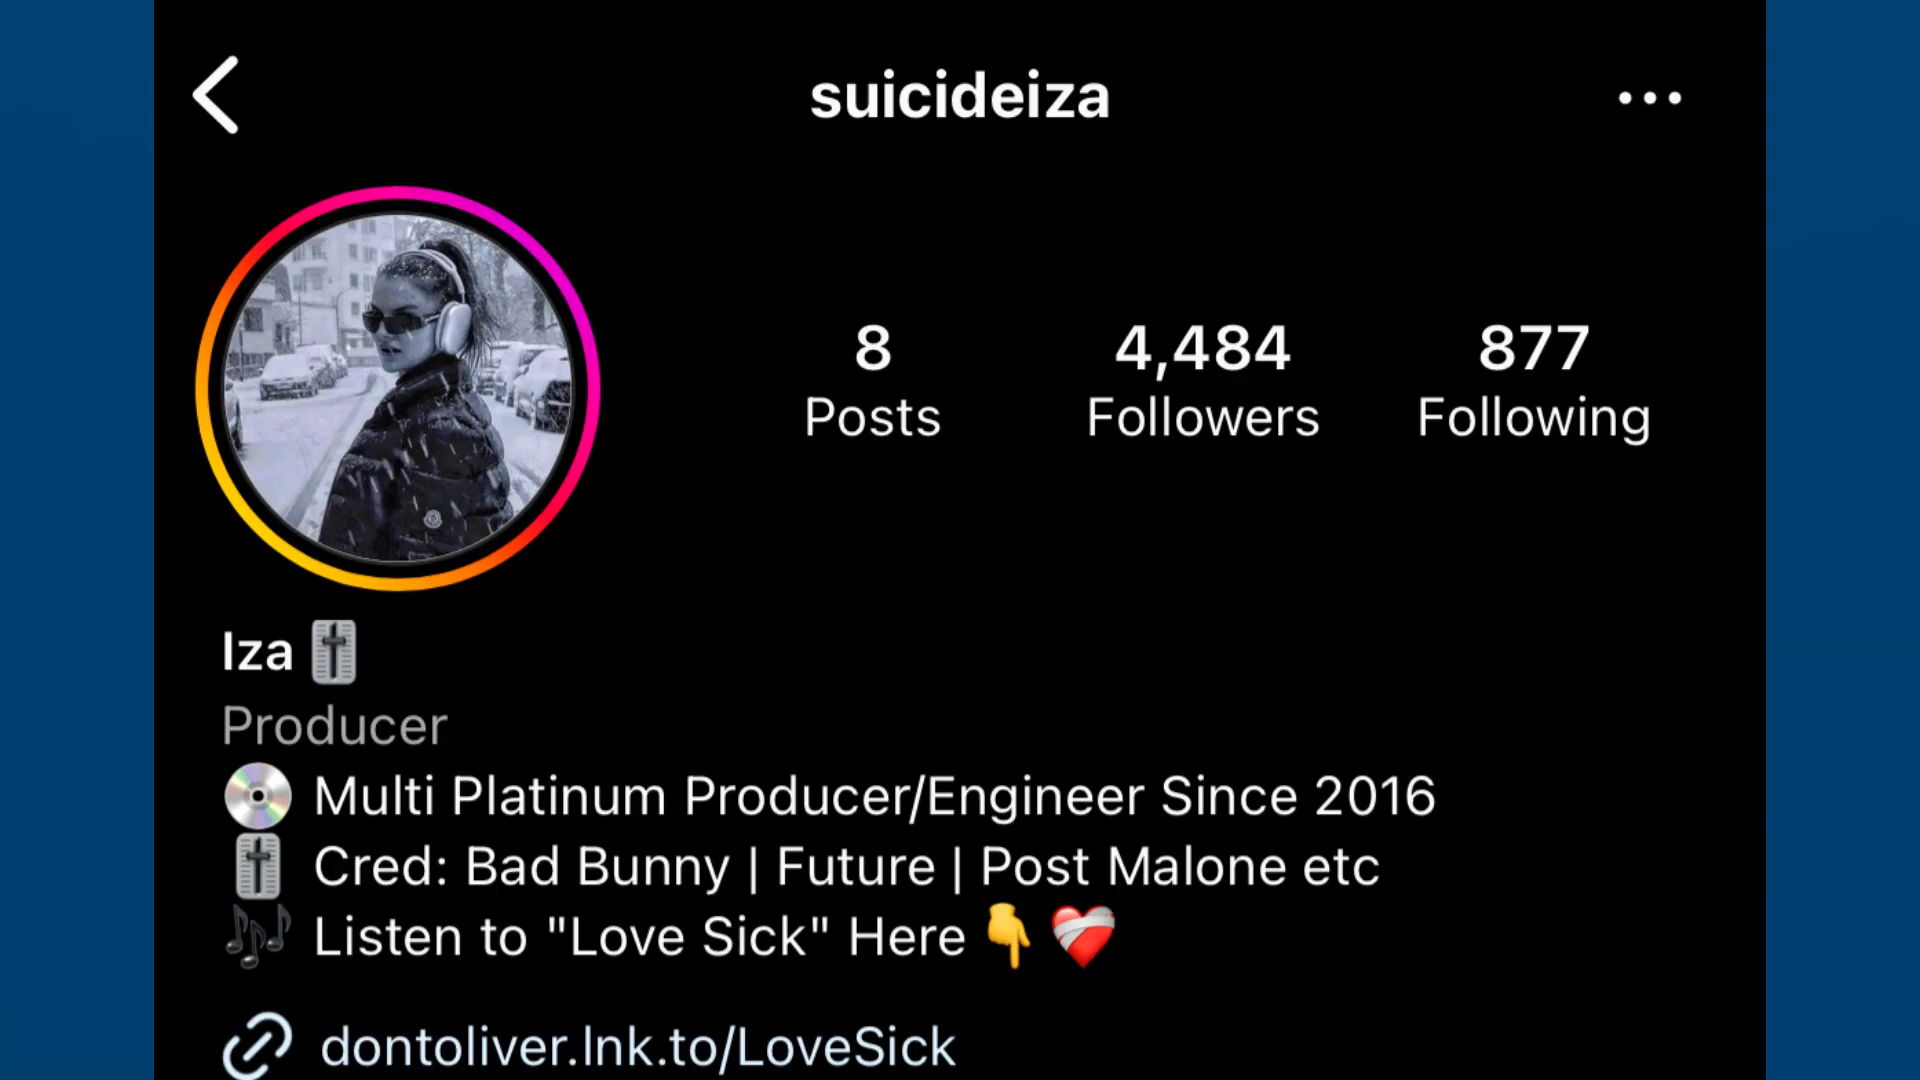 suicideiza
8
4,484
877
Posts
Followers
Following
Iza 🎚️
Producer
💿 Multi Platinum Producer/Engineer Since 2016
🎚️ Cred: Bad Bunny | Future | Post Malone etc
🎶 Listen to "Love Sick" Here 👇 ❤️‍🩹
dontoliver.lnk.to/LoveSick